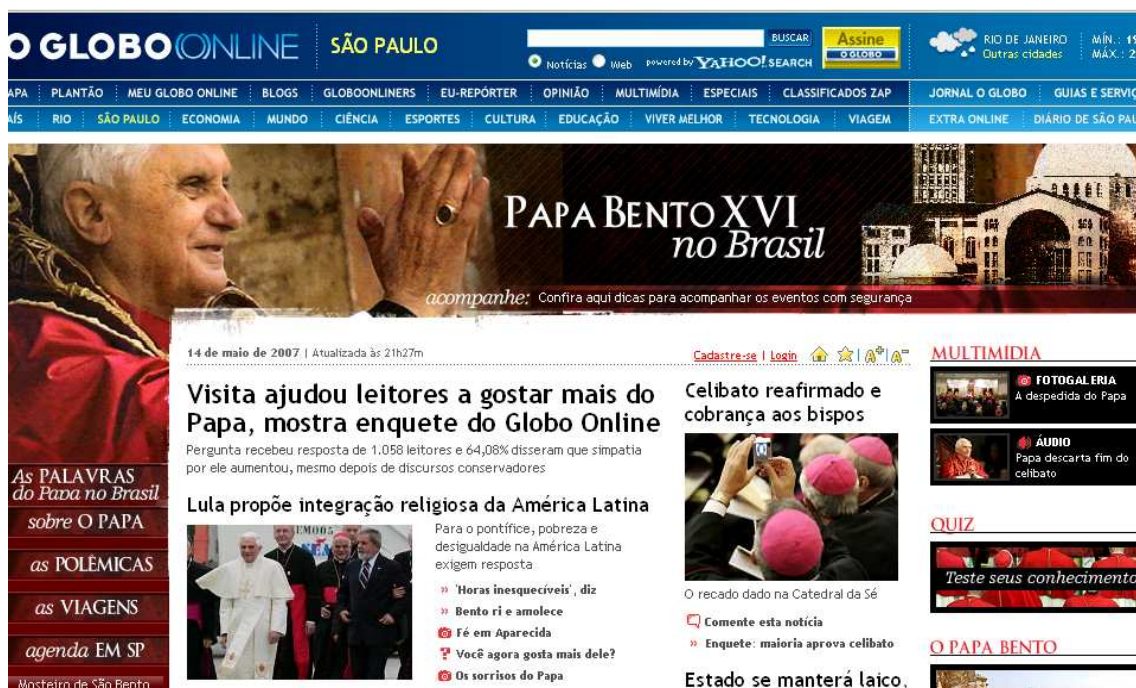 O GLOBO ONLINE
SÃO PAULO
BUSCAR
Notícias Web powered by YAHOO! SEARCH
Assine
O GLOBO
RIO DE JANEIRO
Outras cidades
MÍN.:
MÁX.:
PLANTÃO MEU GLOBO ONLINE BLOGS GLOBOONLINERS EU-REPÓRTER OPINIÃO MULTIMÍDIA ESPECIAIS CLASSIFICADOS ZAP JORNAL O GLOBO GUIAS E
RIO SÃO PAULO ECONOMIA MUNDO CIÊNCIA ESPORTES CULTURA EDUCAÇÃO VIVER MELHOR TECNOLOGIA VIAGEM EXTRA ONLINE DIÁRIO DE SÃO
PAPA BENTO XVI
no Brasil
acompanhe: Confira aqui dicas para acompanhar os eventos com segurança
14 de maio de 2007 | Atualizada às 21h27m
Cadastre-se | Login A+ | A-
Visita ajudou leitores a gostar mais do
Papa, mostra enquete do Globo Online
Pergunta recebeu resposta de 1.058 leitores e 64,08% disseram que simpatia
por ele aumentou, mesmo depois de discursos conservadores
Lula propõe integração religiosa da América Latina
Para o pontífice, pobreza e
desigualdade na América Latina
exigem resposta
» 'Horas inesquecíveis', diz
» Bento ri e amolece
Fé em Aparecida
Você agora gosta mais dele?
Os sorrisos do Papa
Celibato reafirmado e
cobrança aos bispos
O recado dado na Catedral da Sé
Comente esta notícia
» Enquete: maioria aprova celibato
Estado se manterá laico,
MULTIMIDIA
FOTOGALERIA
A despedida do Papa
ÁUDIO
Papa descarta fim do
celibato
QUIZ
Teste seus conhecimento
O PAPA BENTO
As PALAVRAS
do Papa no Brasil
sobre O PAPA
as POLÊMICAS
as VIAGENS
agenda EM SP
Mosteiro de São Bento